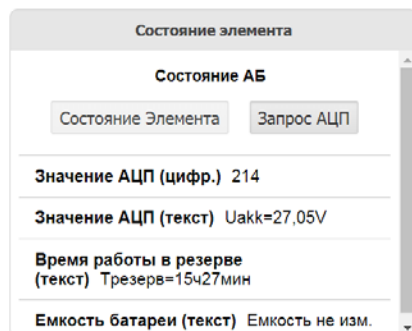 Состояние элемента
Состояние АБ
Состояние Элемента Запрос АЦП
Значение АЦП (цифр.) 214
Значение АЦП (текст) Uakk=27,05V
Время работы в резерве
(текст) Tрезерв=15ч27мин
Емкость батареи (текст) Емкость не изм.